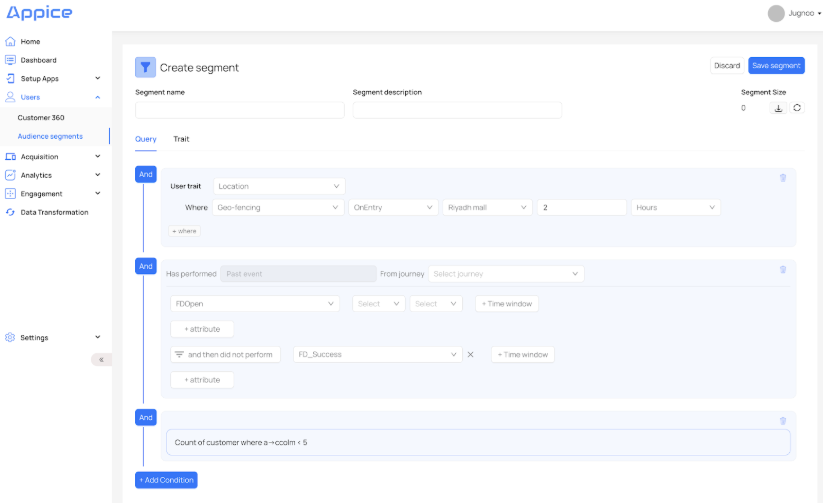 Appice
Jugnoo
Home
Dashboard
Setup Apps
Users
Customer 360
Audience segments
Acquisition
Analytics
Engagement
Data Transformation
Settings
«
Create segment
Discard
Save segment
Segment name
Segment description
Segment Size
0
Query
Trait
And
User trait
Location
Where
Geo-fencing
OnEntry
Riyadh mall
2
Hours
+ where
And
Has performed
Past event
From journey
Select journey
FDOpen
Select
Select
+ Time window
+ attribute
and then did not perform
FD_Success
+ Time window
+ attribute
And
Count of customer where a→ccolm < 5
+ Add Condition